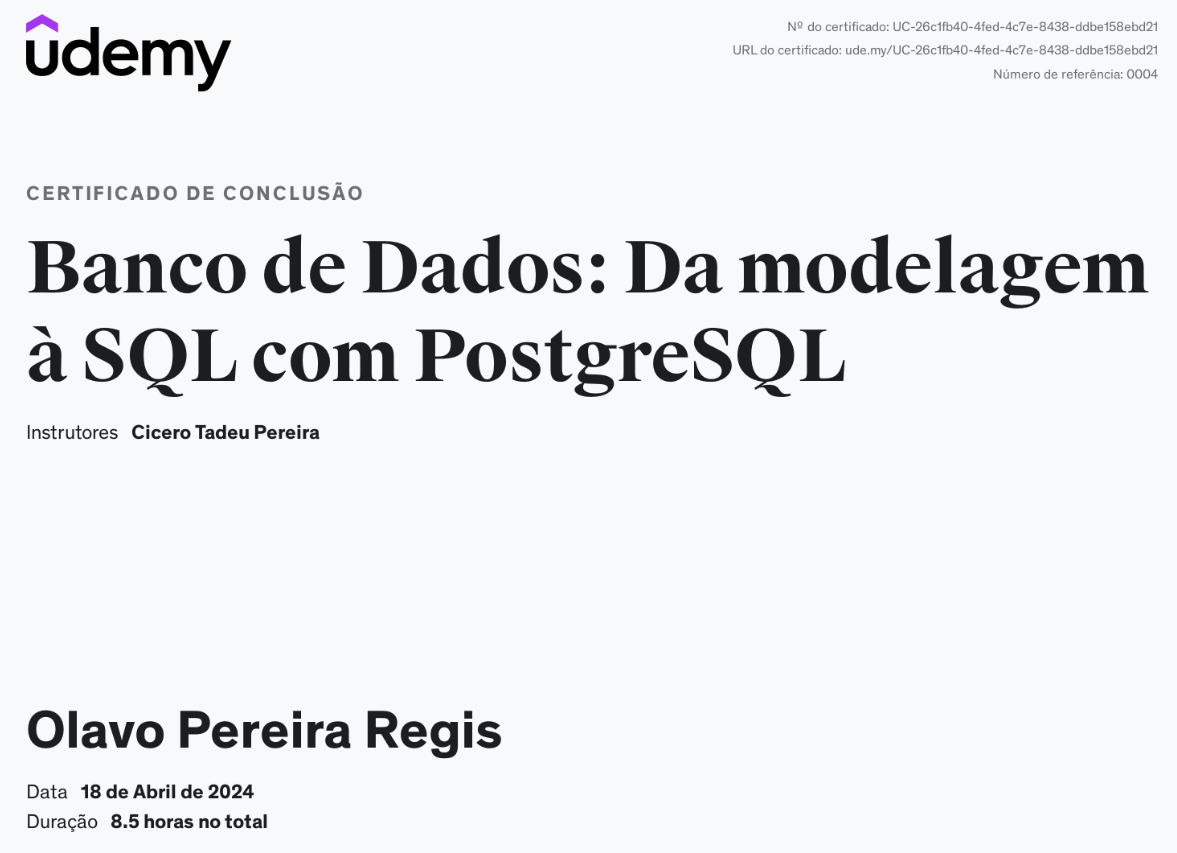 udemy
Nº do certificado: UC-26c1fb40-4fed-4c7e-8438-ddbe158ebd21
URL do certificado: ude.my/UC-26c1fb40-4fed-4c7e-8438-ddbe158ebd21
Número de referência: 0004
CERTIFICADO DE CONCLUSÃO
Banco de Dados: Da modelagem
à SQL com PostgreSQL
Instrutores Cicero Tadeu Pereira
Olavo Pereira Regis
Data 18 de Abril de 2024
Duração 8.5 horas no total